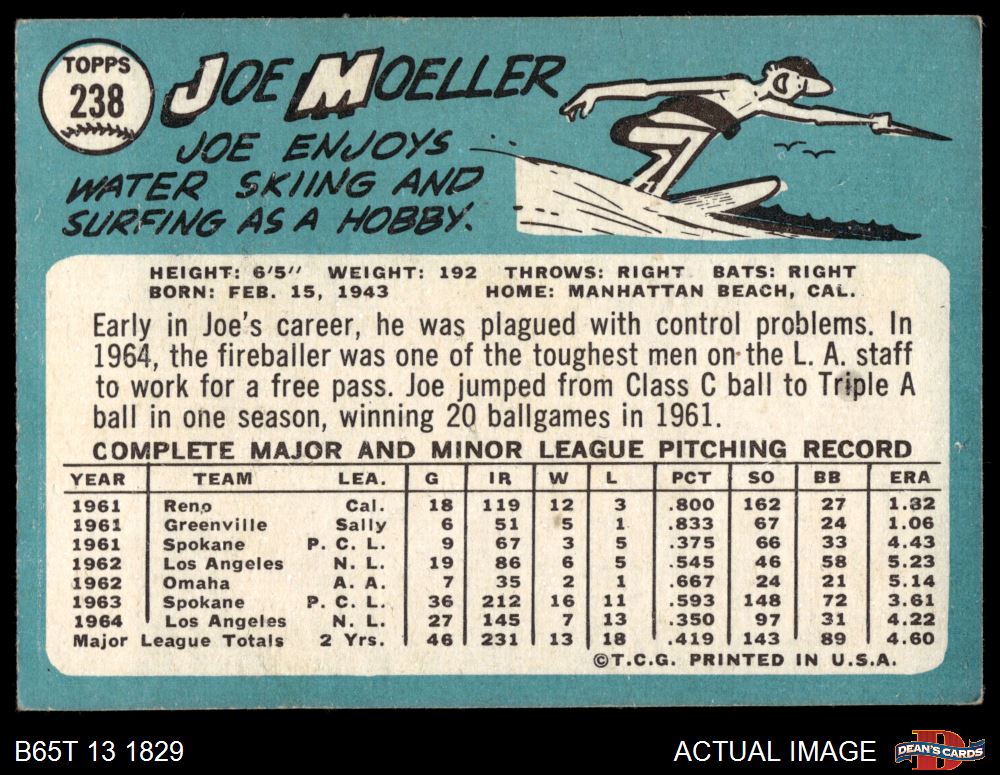 TOPPS
238
JOE MOELLER
JOE ENJOYS
WATER SKIING AND
SURFING AS A HOBBY.
HEIGHT: 6'5" WEIGHT: 192 THROWS: RIGHT BATS: RIGHT
BORN: FEB. 15, 1943 HOME: MANHATTAN BEACH, CAL.
Early in Joe's career, he was plagued with control problems. In
1964, the fireballer was one of the toughest men on the L. A. staff
to work for a free pass. Joe jumped from Class C ball to Triple A
ball in one season, winning 20 ballgames in 1961.
COMPLETE MAJOR AND MINOR LEAGUE PITCHING RECORD
YEAR TEAM LEA. G IR W L PCT SO BB ERA
1961 Reno Cal. 18 119 12 3 .800 162 27 1.82
1961 Greenville Sally 6 51 5 1 .833 67 24 1.06
1961 Spokane P. C. L. 9 67 3 5 .375 66 33 4.43
1962 Los Angeles N. L. 19 86 6 5 .545 46 58 5.23
1962 Omaha A. A. 7 35 2 1 .667 24 21 5.14
1963 Spokane P. C. L. 36 212 16 11 .593 148 72 3.61
1964 Los Angeles N. L. 27 145 7 13 .350 97 31 4.22
Major League Totals 2 Yrs. 46 231 13 18 .419 143 89 4.60
©T.C.G. PRINTED IN U.S.A.
B65T 13 1829 ACTUAL IMAGE DEAN'S CARDS